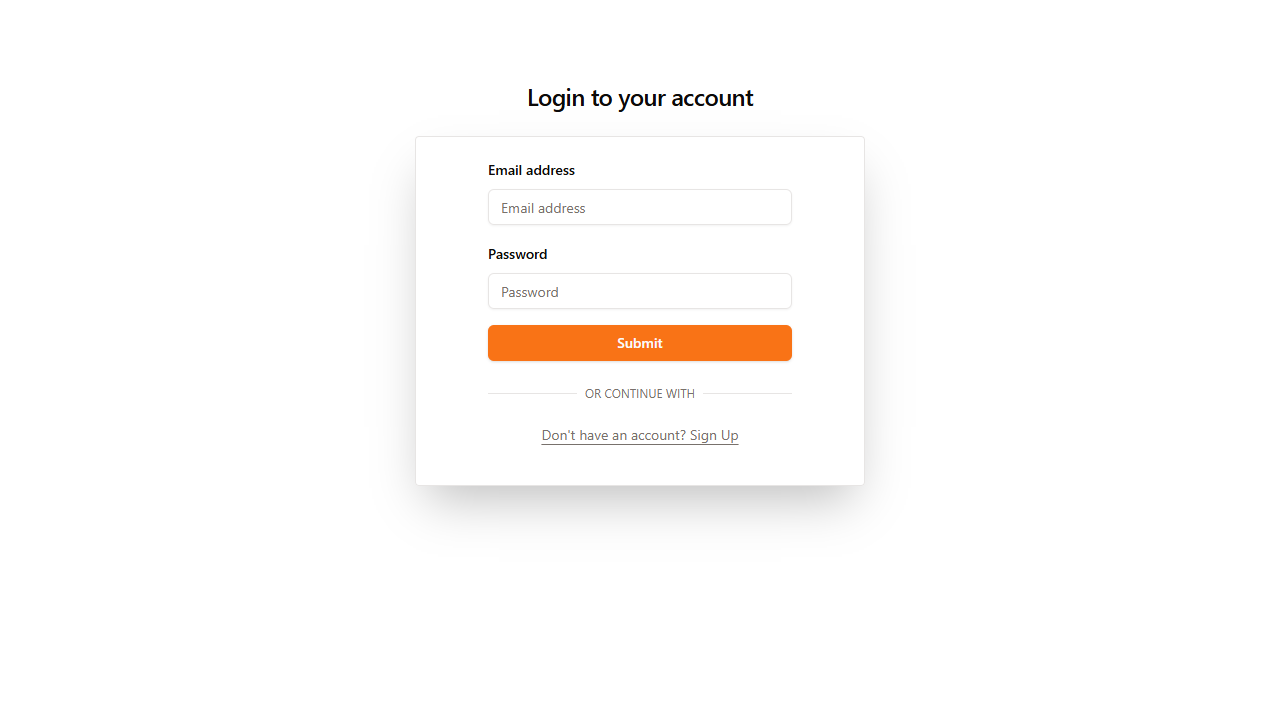 Login to your account
Email address
Email address
Password
Password
Submit
OR CONTINUE WITH
Don't have an account? Sign Up